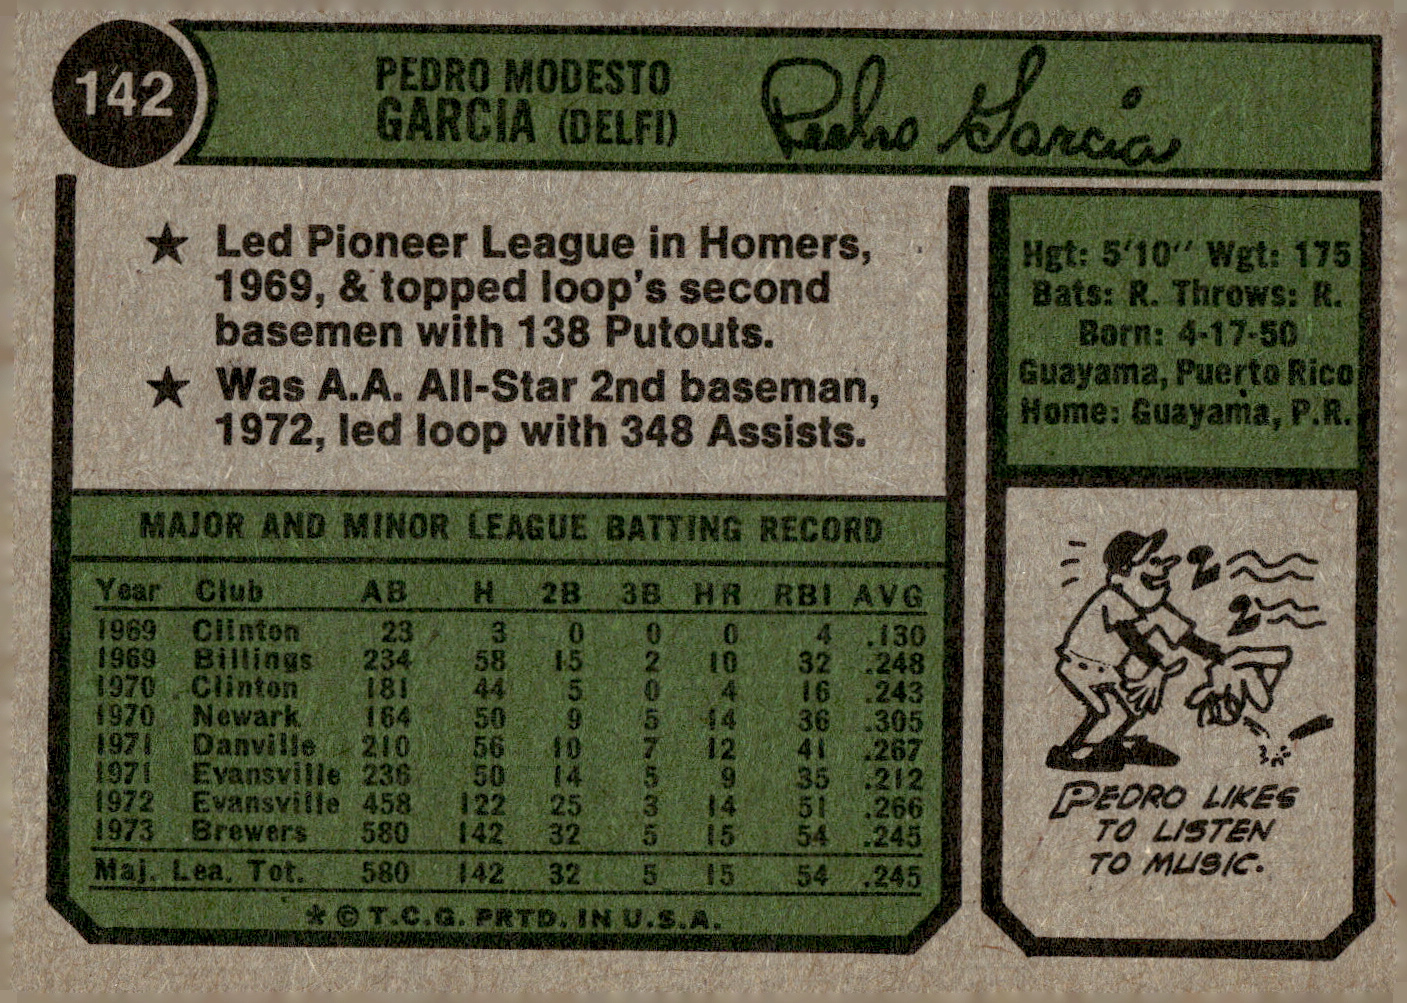 142
PEDRO MODESTO
GARCIA (DELFI)
Pedro Garcia
★ Led Pioneer League in Homers,
1969, & topped loop's second
basemen with 138 Putouts.
★ Was A.A. All-Star 2nd baseman,
1972, led loop with 348 Assists.
Hgt: 5'10" Wgt: 175
Bats: R. Throws: R.
Born: 4-17-50
Guayama, Puerto Rico
Home: Guayama, P.R.
MAJOR AND MINOR LEAGUE BATTING RECORD
Year Club AB H 2B 3B HR RBI AVG
1969 Clinton 23 3 0 0 0 4 .130
1969 Billings 234 58 15 2 10 32 .248
1970 Clinton 181 44 5 0 4 16 .243
1970 Newark 164 50 9 5 14 36 .305
1971 Danville 210 56 10 7 12 41 .267
1971 Evansville 236 50 14 5 9 35 .212
1972 Evansville 458 122 25 3 14 51 .266
1973 Brewers 580 142 32 5 15 54 .245
Maj. Lea. Tot. 580 142 32 5 15 54 .245
* © T.C.G. PRTD. IN U.S.A.
PEDRO LIKES
TO LISTEN
TO MUSIC.